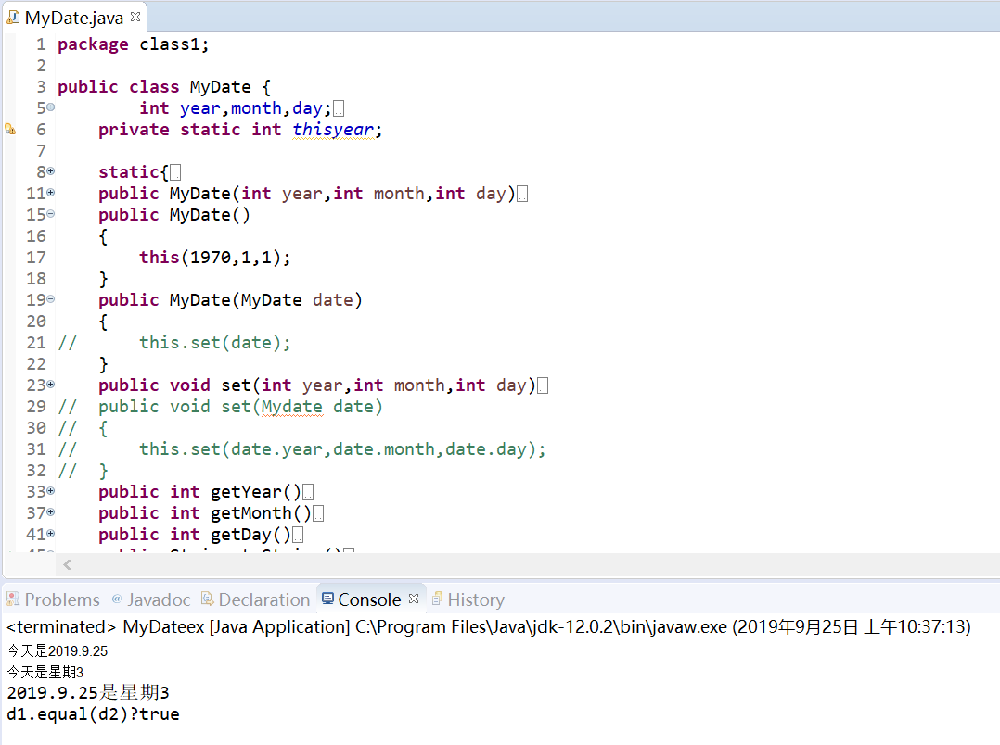 MyDate.java
1 package class1;
2
3 public class MyDate {
5 int year,month,day;
6 private static int thisyear;
7
8 static{
11 public MyDate(int year,int month,int day)
15 public MyDate()
16 {
17 this(1970,1,1);
18 }
19 public MyDate(MyDate date)
20 {
21 // this.set(date);
22 }
23 public void set(int year,int month,int day)
29 // public void set(Mydate date)
30 // {
31 // this.set(date.year,date.month,date.day);
32 // }
33 public int getYear()
37 public int getMonth()
41 public int getDay()
Problems @ Javadoc Declaration Console History
<terminated> MyDateex [Java Application] C:\Program Files\Java\jdk-12.0.2\bin\javaw.exe (2019年9月25日 上午10:37:13)
今天是2019.9.25
今天是星期3
2019.9.25是星期3
d1.equal(d2)?true